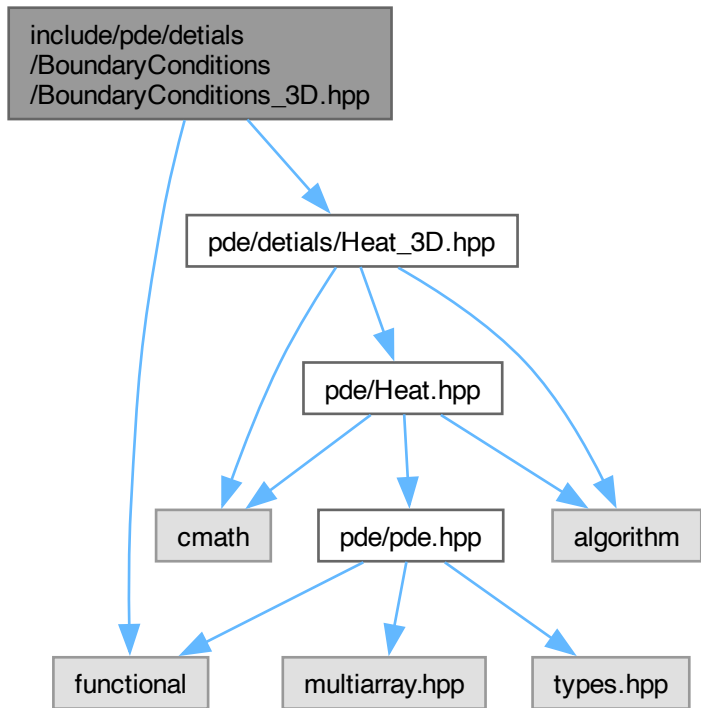 include/pde/detials
/BoundaryConditions
/BoundaryConditions_3D.hpp
pde/detials/Heat_3D.hpp
pde/Heat.hpp
cmath
pde/pde.hpp
algorithm
functional
multiarray.hpp
types.hpp